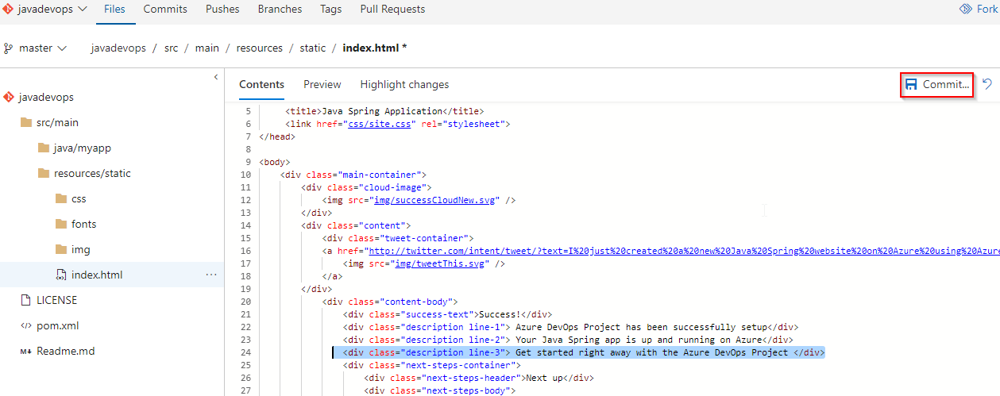 javadevops Files Commits Pushes Branches Tags Pull Requests Fork
master javadevops / src / main / resources / static / index.html *
Contents Preview Highlight changes Commit...
javadevops
src/main
java/myapp
resources/static
css
fonts
img
index.html ...
LICENSE
</> pom.xml
M↓ Readme.md
5 <title>Java Spring Application</title>
6 <link href="css/site.css" rel="stylesheet">
7 </head>
8
9 <body>
10 <div class="main-container">
11 <div class="cloud-image">
12 <img src="img/successCloudNew.svg" />
13 </div>
14 <div class="content">
15 <div class="tweet-container">
16 <a href="http://twitter.com/intent/tweet/?text=I%20just%20created%20a%20new%20Java%20Spring%20website%20on%20Azure%20using%20Azure
17 <img src="img/tweetThis.svg" />
18 </a>
19 </div>
20 <div class="content-body">
21 <div class="success-text">Success!</div>
22 <div class="description line-1"> Azure DevOps Project has been successfully setup</div>
23 <div class="description line-2"> Your Java Spring app is up and running on Azure</div>
24 <div class="description line-3"> Get started right away with the Azure DevOps Project </div>
25 <div class="next-steps-container">
26 <div class="next-steps-header">Next up</div>
27 <div class="next-steps-body">